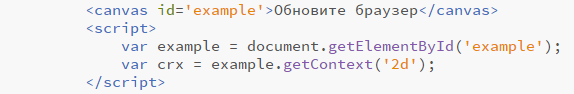 <canvas id='example'>Обновите браузер</canvas>
<script>
var example = document.getElementById('example');
var crx = example.getContext('2d');
</script>